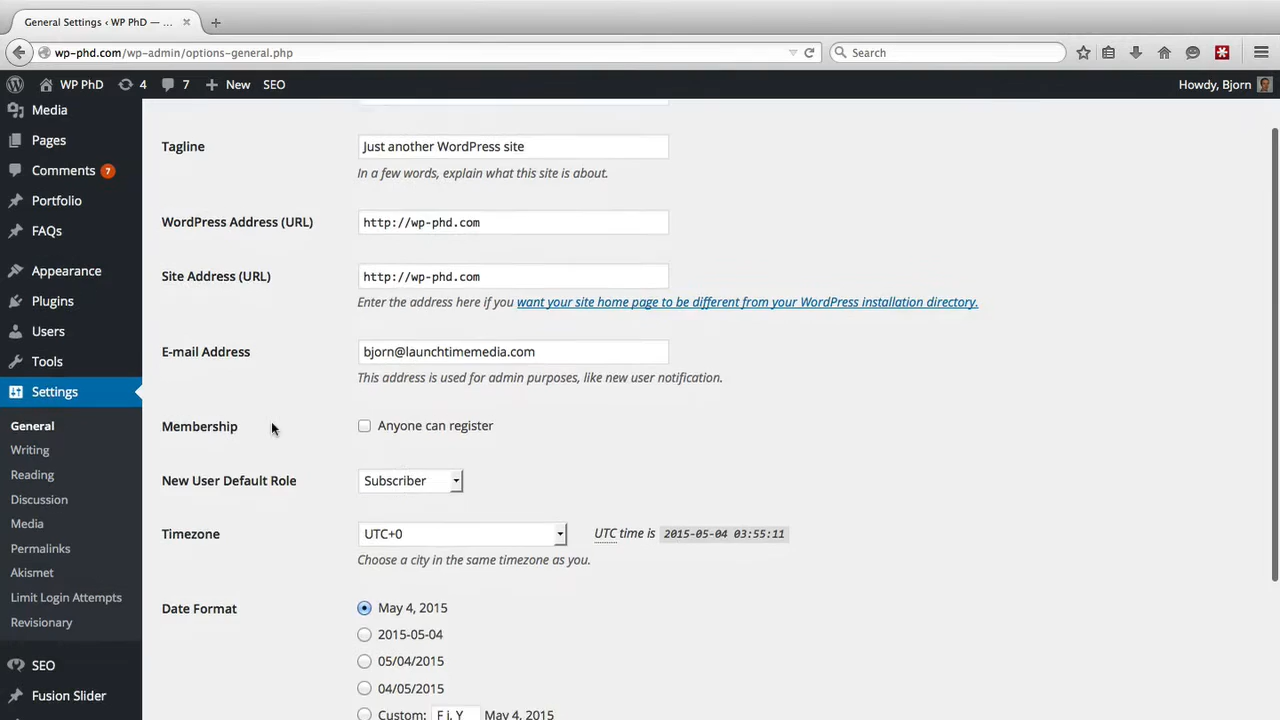 General Settings ‹ WP PhD — ...
wp-phd.com/wp-admin/options-general.php
Search
WP PhD
4
7
New
SEO
Howdy, Bjorn
Media
Pages
Comments 7
Portfolio
FAQs
Appearance
Plugins
Users
Tools
Settings
General
Writing
Reading
Discussion
Media
Permalinks
Akismet
Limit Login Attempts
Revisionary
SEO
Fusion Slider
Tagline
Just another WordPress site
In a few words, explain what this site is about.
WordPress Address (URL)
http://wp-phd.com
Site Address (URL)
http://wp-phd.com
Enter the address here if you want your site home page to be different from your WordPress installation directory.
E-mail Address
bjorn@launchtimemedia.com
This address is used for admin purposes, like new user notification.
Membership
Anyone can register
New User Default Role
Subscriber
Timezone
UTC+0
UTC time is 2015-05-04 03:55:11
Choose a city in the same timezone as you.
Date Format
May 4, 2015
2015-05-04
05/04/2015
04/05/2015
Custom: F j, Y May 4, 2015